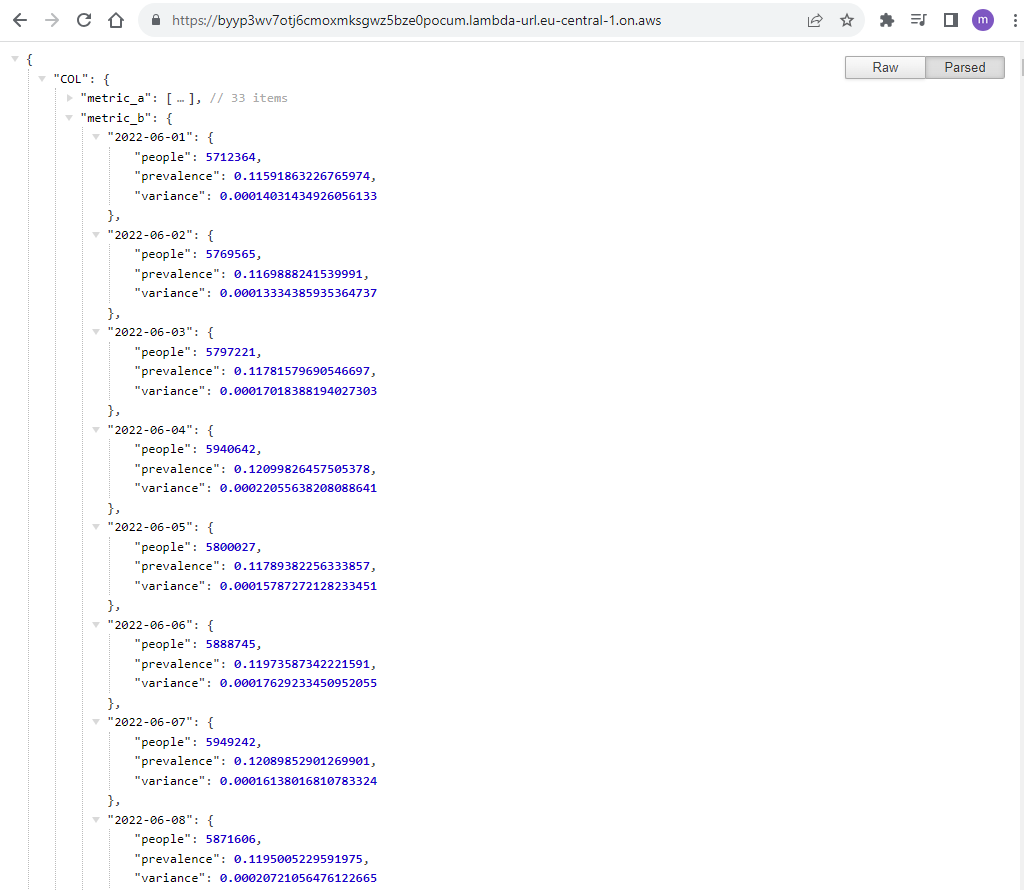 https://byyp3wv7otj6cmoxmksgwz5bze0pocum.lambda-url.eu-central-1.on.aws
m
Raw Parsed
{
"COL": {
"metric_a": [ … ], // 33 items
"metric_b": {
"2022-06-01": {
"people": 5712364,
"prevalence": 0.11591863226765974,
"variance": 0.00014031434926056133
},
"2022-06-02": {
"people": 5769565,
"prevalence": 0.1169888241539991,
"variance": 0.00013334385935364737
},
"2022-06-03": {
"people": 5797221,
"prevalence": 0.11781579690546697,
"variance": 0.00017018388194027303
},
"2022-06-04": {
"people": 5940642,
"prevalence": 0.12099826457505378,
"variance": 0.00022055638208088641
},
"2022-06-05": {
"people": 5800027,
"prevalence": 0.11789382256333857,
"variance": 0.00015787272128233451
},
"2022-06-06": {
"people": 5888745,
"prevalence": 0.11973587342221591,
"variance": 0.00017629233450952055
},
"2022-06-07": {
"people": 5949242,
"prevalence": 0.12089852901269901,
"variance": 0.00016138016810783324
},
"2022-06-08": {
"people": 5871606,
"prevalence": 0.1195005229591975,
"variance": 0.00020721056476122665